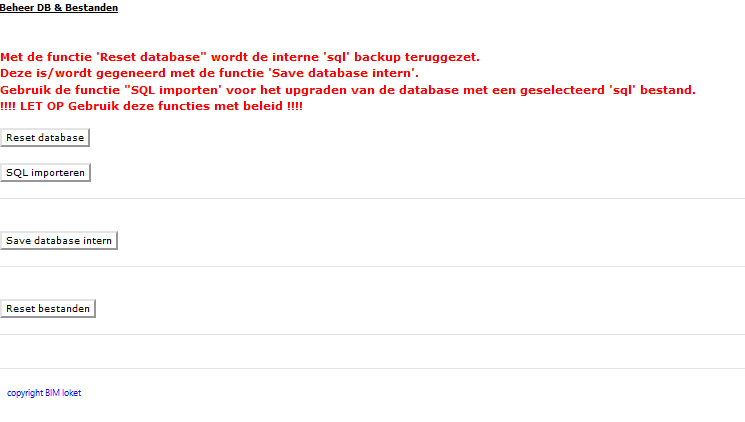 Beheer DB & Bestanden
Met de functie 'Reset database" wordt de interne 'sql' backup teruggezet.
Deze is/wordt gegeneerd met de functie 'Save database intern'.
Gebruik de functie "SQL importen' voor het upgraden van de database met een geselecteerd 'sql' bestand.
!!!! LET OP Gebruik deze functies met beleid !!!!
Reset database
SQL importeren
Save database intern
Reset bestanden
copyright BIM loket